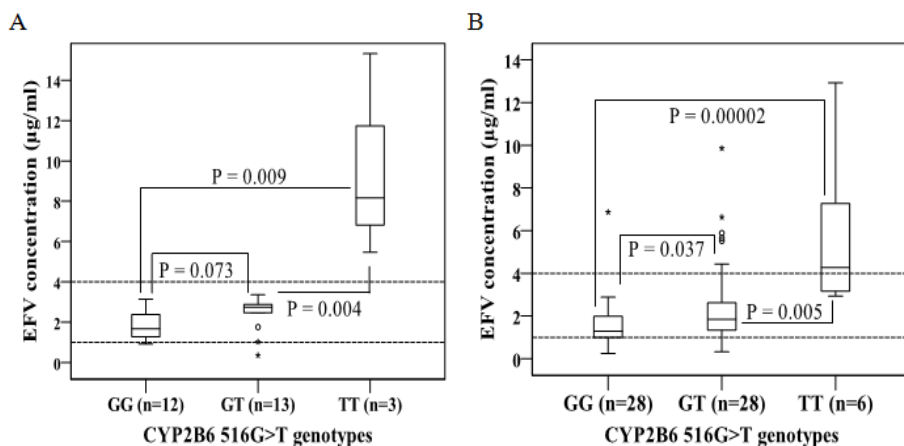 A
EFV concentration (µg/ml)
14
12
10
8
6
4
2
0
P = 0.009
P = 0.073
P = 0.004
GG (n=12)
GT (n=13)
TT (n=3)
CYP2B6 516G>T genotypes
B
EFV concentration (µg/ml)
14
12
10
8
6
4
2
0
P = 0.00002
P = 0.037
P = 0.005
GG (n=28)
GT (n=28)
TT (n=6)
CYP2B6 516G>T genotypes